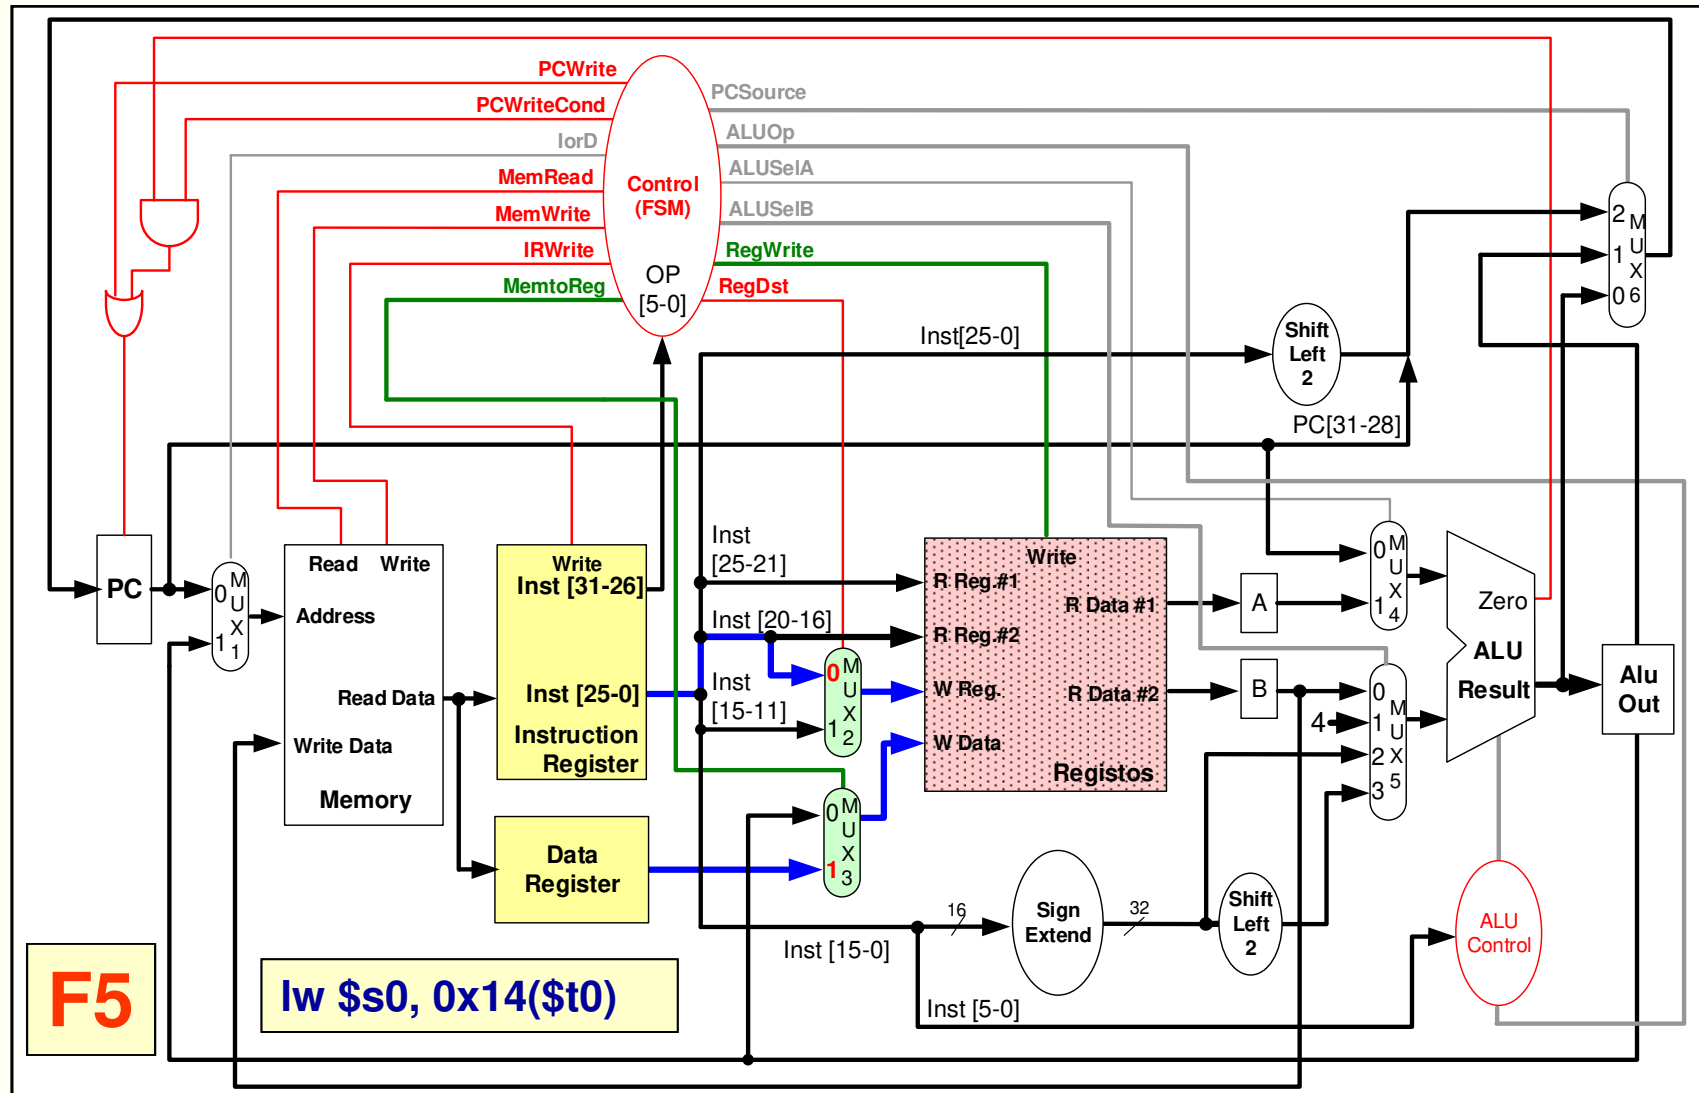 PCWrite
PCWriteCond
IorD
MemRead
MemWrite
IRWrite
MemtoReg
Control
(FSM)
OP
[5-0]
PCSource
ALUOp
ALUSelA
ALUSelB
RegWrite
RegDst
2
1
0
M
U
X
6
Inst[25-0]
Shift
Left
2
PC[31-28]
PC
0
1
M
U
X
1
Read
Write
Address
Read Data
Write Data
Memory
Write
Inst [31-26]
Inst [25-0]
Instruction
Register
Data
Register
Inst
[25-21]
Inst [20-16]
Inst
[15-11]
0
1
M
U
X
2
0
1
M
U
X
3
Write
R Reg.#1
R Reg.#2
W Reg.
W Data
R Data #1
R Data #2
Registos
A
B
0
1
M
U
X
4
4
0
1
2
3
M
U
X
5
Zero
ALU
Result
Alu
Out
16
Sign
Extend
32
Shift
Left
2
Inst [15-0]
Inst [5-0]
ALU
Control
F5
lw $s0, 0x14($t0)